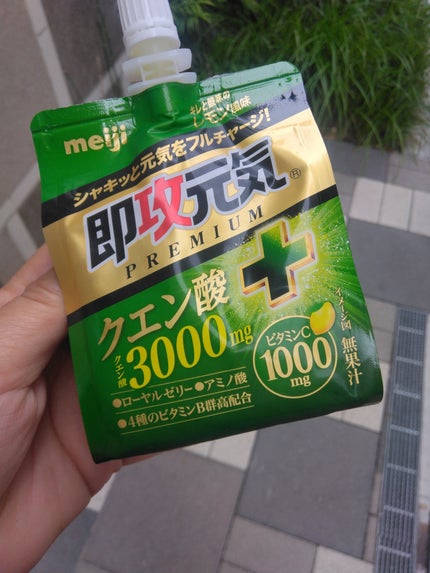 meiji
キレと酸味の
レモン風味
シャキッと元気をフルチャージ!
即攻元気®
PREMIUM
クエン酸
クエン酸3000mg
ビタミンC
1000
mg
●ローヤルゼリー●アミノ酸
●4種のビタミンB群高配合
イメージ図
無果汁